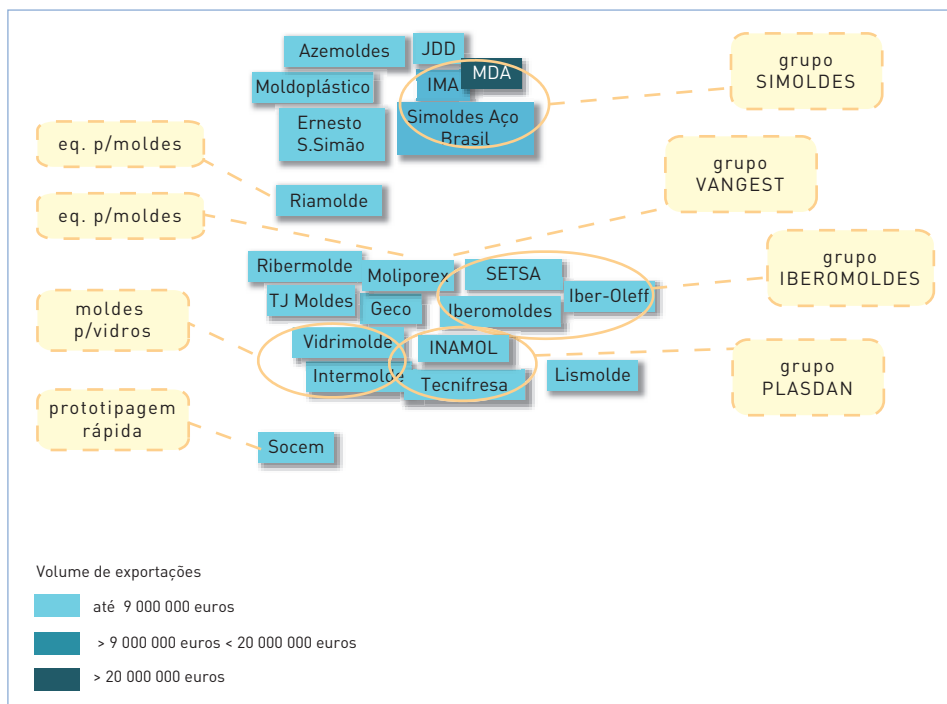 Azemoldes
JDD
MDA
grupo
SIMOLDES
Moldoplástico
IMA
Ernesto
S.Simão
Simoldes Aço
Brasil
eq. p/moldes
grupo
VANGEST
Riamolde
eq. p/moldes
Ribermolde
Moliporex
SETSA
grupo
IBEROMOLDES
TJ Moldes
Geco
Iberomoldes
Iber-Oleff
moldes
p/vidros
Vidrimolde
INAMOL
Intermolde
Tecnifresa
Lismolde
grupo
PLASDAN
prototipagem
rápida
Socem
Volume de exportações
até 9 000 000 euros
> 9 000 000 euros < 20 000 000 euros
> 20 000 000 euros